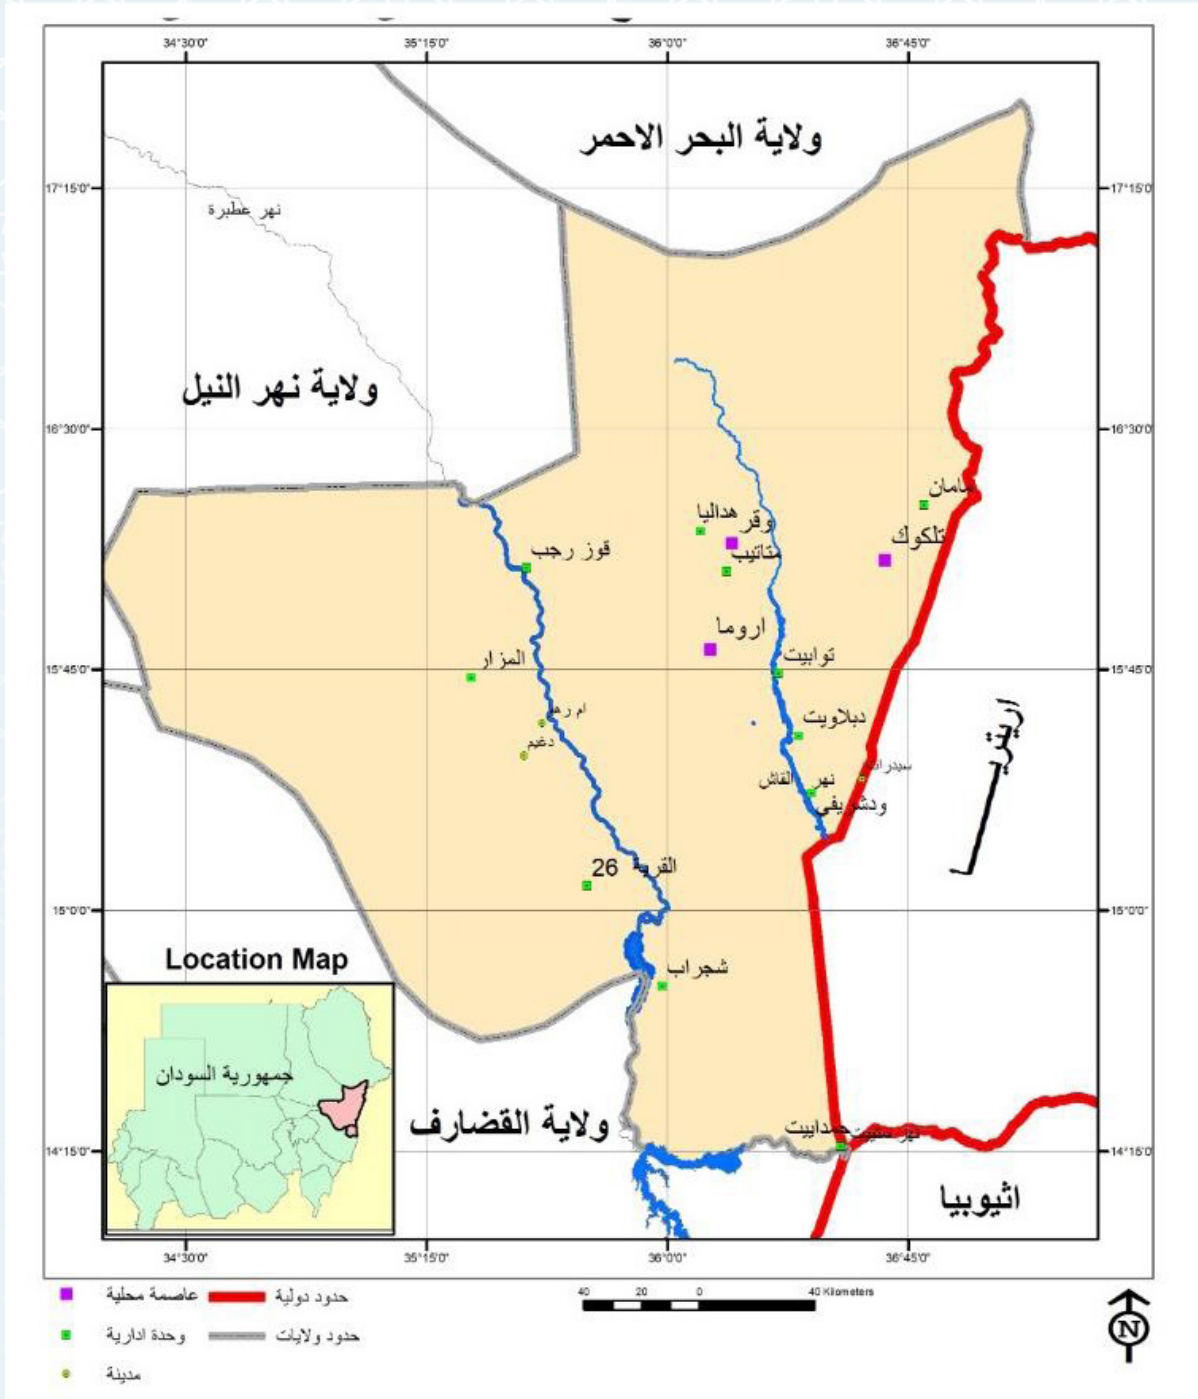 34°30'0"
35°15'0"
36°0'0"
36°45'0"
ولاية البحر الاحمر
17°15'0"
17°15'0"
نهر عطبرة
ولاية نهر النيل
16°30'0"
16°30'0"
مامان
هداليا
وقر
تلكوك
متاتيب
قوز رجب
اروما
توابيت
المزار
15°45'0"
15°45'0"
ام رهو
دبلاويت
دغيم
نهر القاش
ودشريفي
القرية 26
15°0'0"
15°0'0"
شجراب
Location Map
جمهورية السودان
ولاية القضارف
حمداييت
نهر ستيت
14°15'0"
14°15'0"
اثيوبيا
34°30'0"
35°15'0"
36°0'0"
36°45'0"
حدود دولية
عاصمة محلية
حدود ولايات
وحدة ادارية
مدينة
40 20 0 40 Kilometers
N